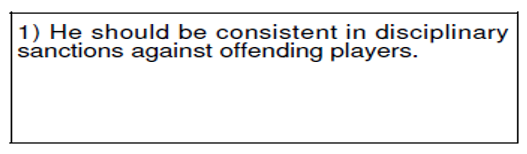 1) He should be consistent in disciplinary
sanctions against offending players.